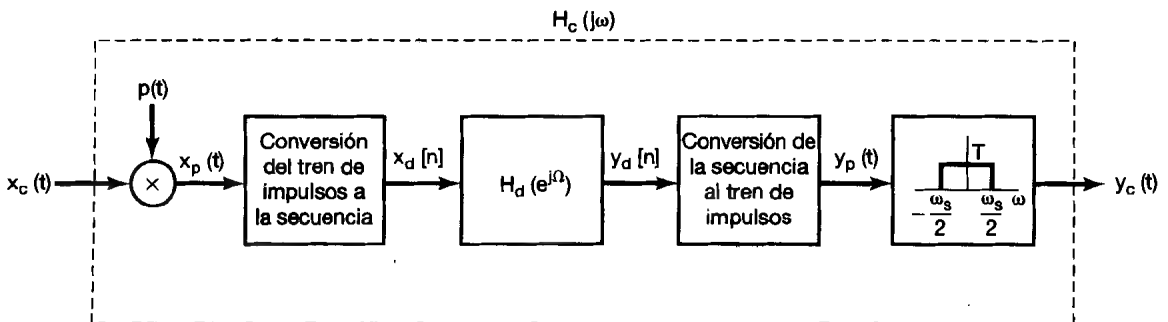 H_c (jω)
p(t)
x_c (t)
×
x_p (t)
Conversión
del tren de
impulsos a
la secuencia
x_d [n]
H_d (e^{jΩ})
y_d [n]
Conversión de
la secuencia
al tren de
impulsos
y_p (t)
T
-ω_s/2
ω_s/2
ω
y_c (t)